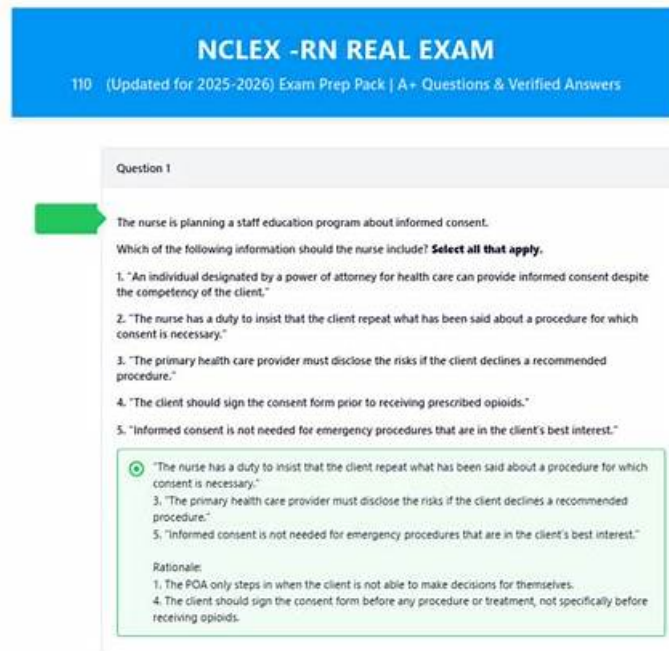 NCLEX -RN REAL EXAM
110 (Updated for 2025-2026) Exam Prep Pack | A+ Questions & Verified Answers
Question 1
The nurse is planning a staff education program about informed consent.
Which of the following information should the nurse include? Select all that apply.
1. "An individual designated by a power of attorney for health care can provide informed consent despite
the competency of the client."
2. "The nurse has a duty to insist that the client repeat what has been said about a procedure for which
consent is necessary."
3. "The primary health care provider must disclose the risks if the client declines a recommended
procedure."
4. "The client should sign the consent form prior to receiving prescribed opioids."
5. "Informed consent is not needed for emergency procedures that are in the client's best interest."
"The nurse has a duty to insist that the client repeat what has been said about a procedure for which
consent is necessary."
3. "The primary health care provider must disclose the risks if the client declines a recommended
procedure."
5. "Informed consent is not needed for emergency procedures that are in the client's best interest."
Rationale:
1. The POA only steps in when the client is not able to make decisions for themselves.
4. The client should sign the consent form before any procedure or treatment, not specifically before
receiving opioids.